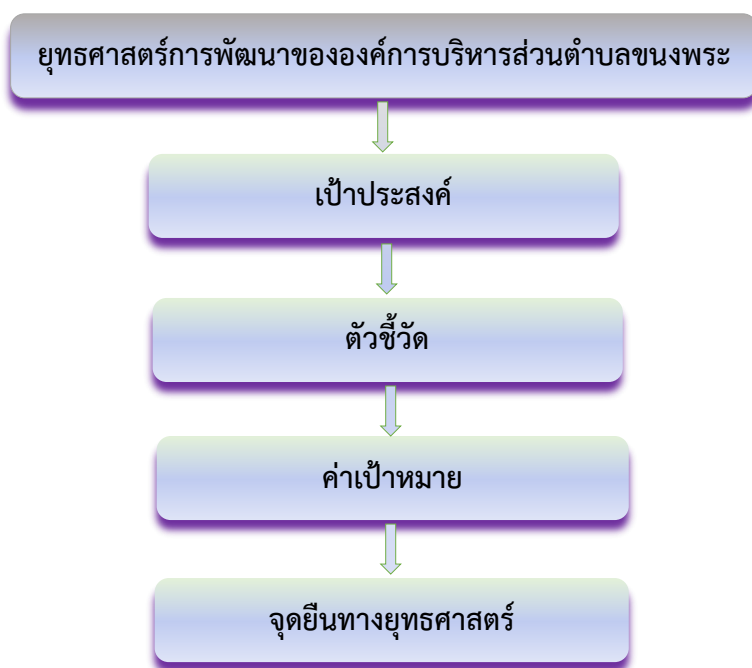 ยุทธศาสตร์การพัฒนาขององค์การบริหารส่วนตำบลขนงพระ
เป้าประสงค์
ตัวชี้วัด
ค่าเป้าหมาย
จุดยืนทางยุทธศาสตร์